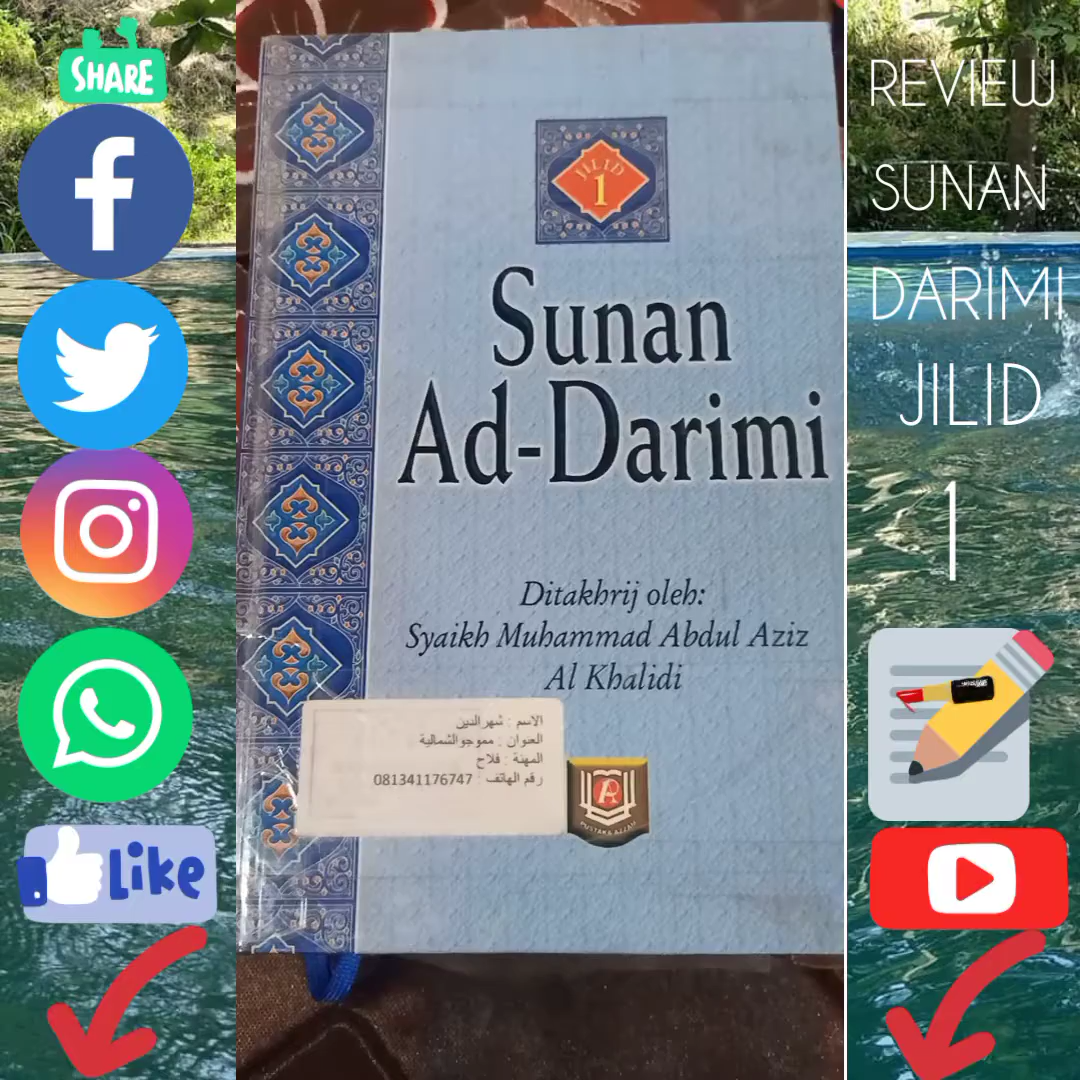 SHARE
Like
JILID
1
Sunan
Ad-Darimi
Ditakhrij oleh:
Syaikh Muhammad Abdul Aziz
Al Khalidi
الاسم : شهرالدين
العنوان : مموجوالشمالية
المهنة : فلاح
رقم الهاتف : 081341176747
PUSTAKA AZZAM
REVIEW
SUNAN
DARIMI
JILID
1